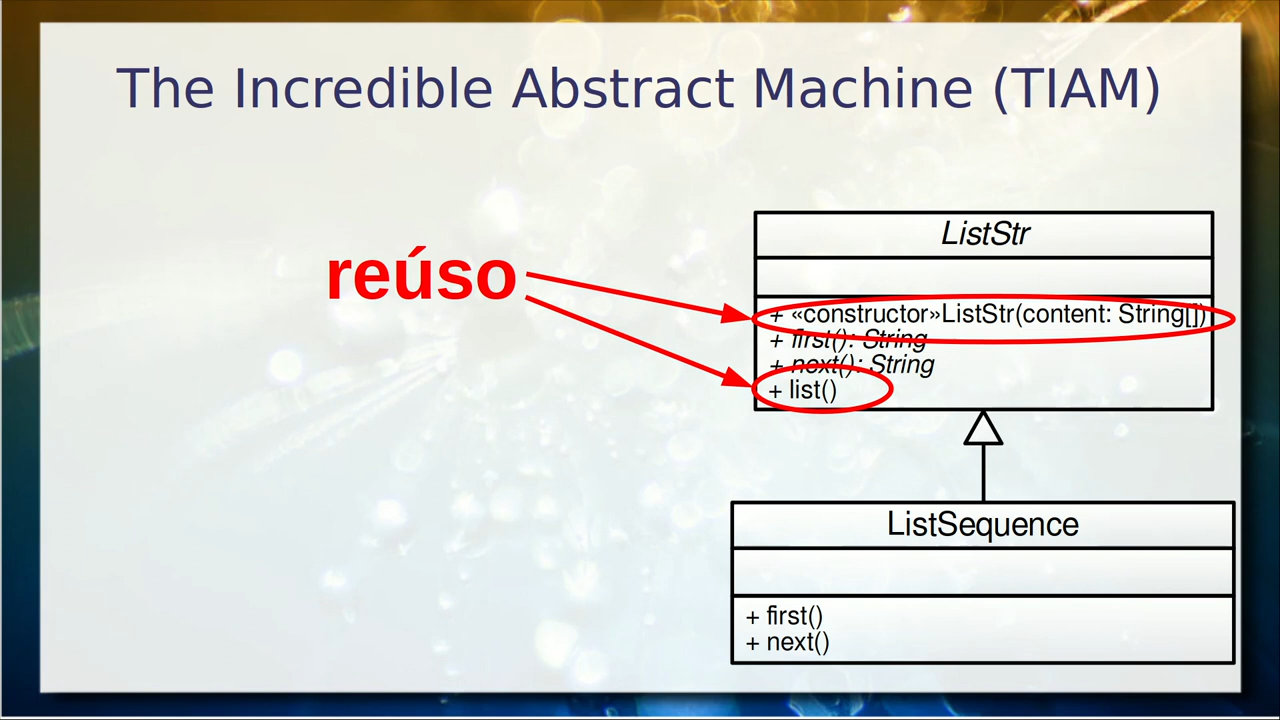 The Incredible Abstract Machine (TIAM)
reúso
ListStr
+ «constructor»ListStr(content: String[])
+ first(): String
+ next(): String
+ list()
ListSequence
+ first()
+ next()